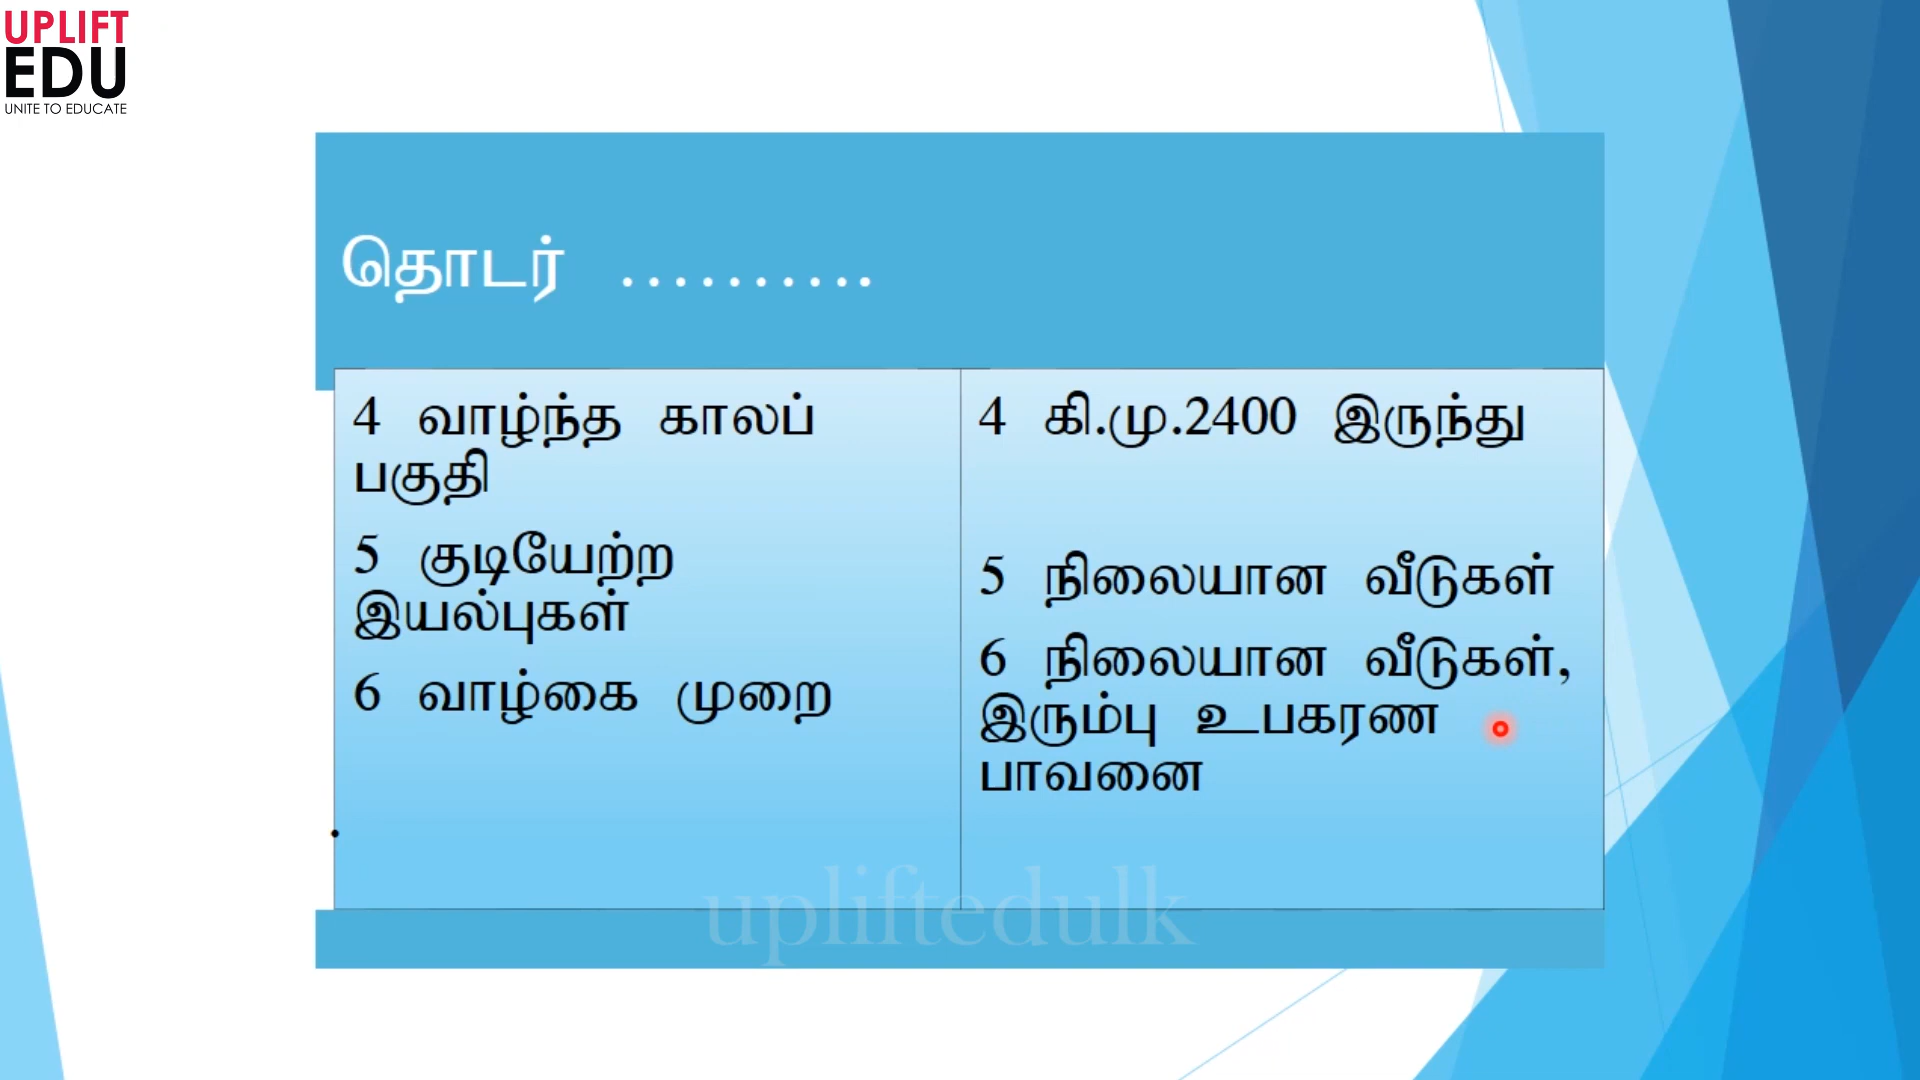 UPLIFT
EDU
UNITE TO EDUCATE
தொடர் ..........
4 வாழ்ந்த காலப்
பகுதி
5 குடியேற்ற
இயல்புகள்
6 வாழ்கை முறை
.
4 கி.மு.2400 இருந்து
5 நிலையான வீடுகள்
6 நிலையான வீடுகள்,
இரும்பு உபகரண
பாவனை
upliftedulk